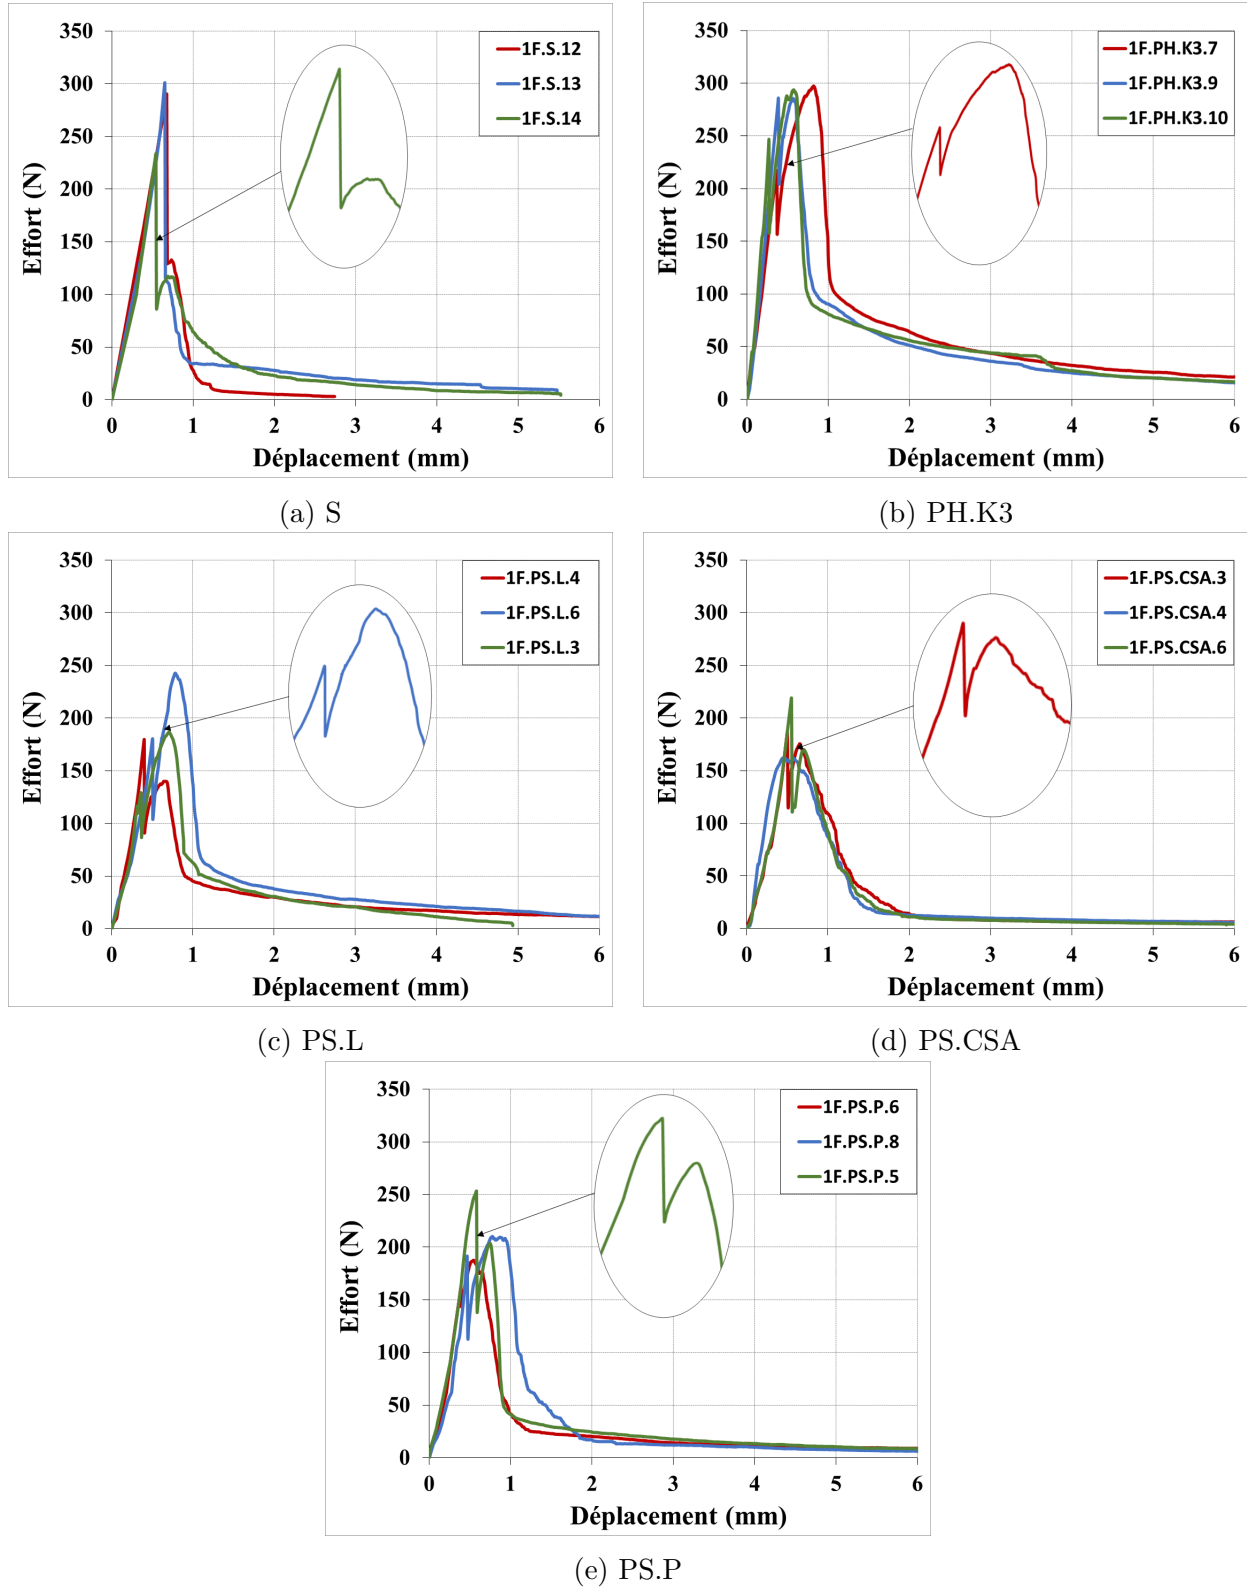 350
300
250
200
150
100
50
0
Effort (N)
0 1 2 3 4 5 6
Déplacement (mm)
1F.S.12
1F.S.13
1F.S.14
(a) S
350
300
250
200
150
100
50
0
Effort (N)
0 1 2 3 4 5 6
Déplacement (mm)
1F.PH.K3.7
1F.PH.K3.9
1F.PH.K3.10
(b) PH.K3
350
300
250
200
150
100
50
0
Effort (N)
0 1 2 3 4 5 6
Déplacement (mm)
1F.PS.L.4
1F.PS.L.6
1F.PS.L.3
(c) PS.L
350
300
250
200
150
100
50
0
Effort (N)
0 1 2 3 4 5 6
Déplacement (mm)
1F.PS.CSA.3
1F.PS.CSA.4
1F.PS.CSA.6
(d) PS.CSA
350
300
250
200
150
100
50
0
Effort (N)
0 1 2 3 4 5 6
Déplacement (mm)
1F.PS.P.6
1F.PS.P.8
1F.PS.P.5
(e) PS.P